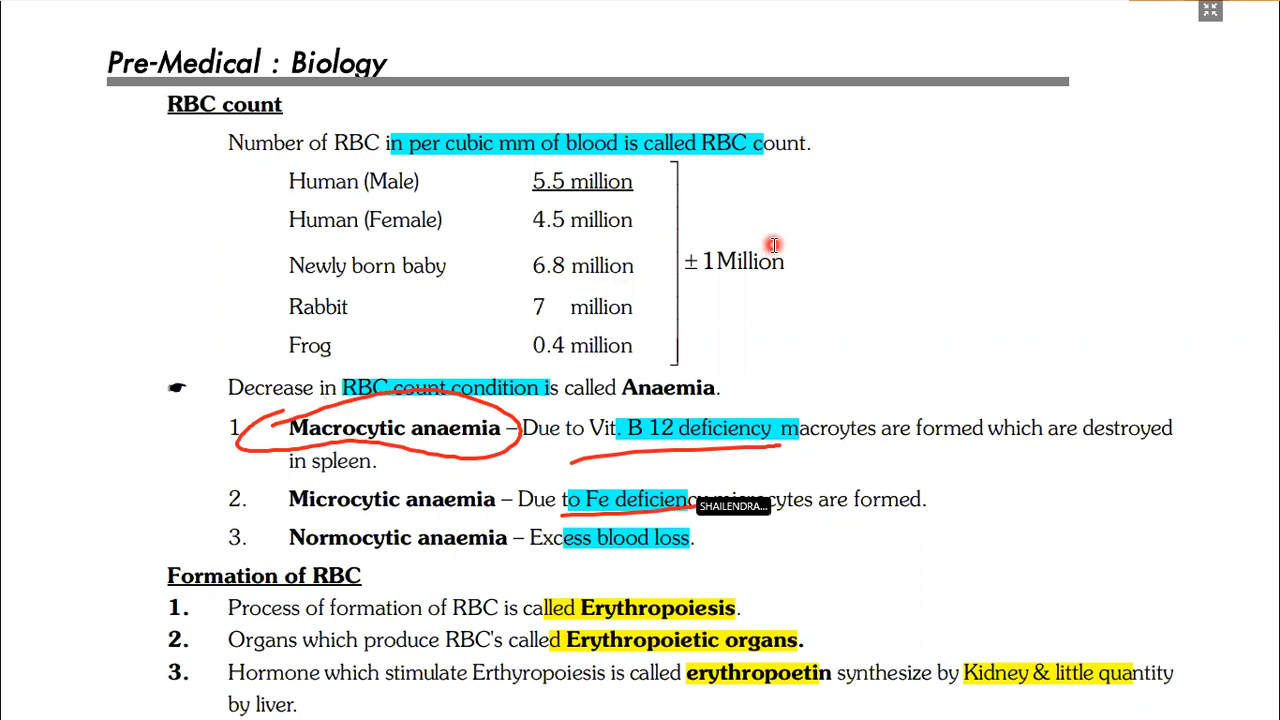 Pre-Medical : Biology
RBC count
Number of RBC in per cubic mm of blood is called RBC count.
Human (Male) 5.5 million
Human (Female) 4.5 million
± 1Million
Newly born baby 6.8 million
Rabbit 7 million
Frog 0.4 million
Decrease in RBC count condition is called Anaemia.
1. Macrocytic anaemia – Due to Vit. B 12 deficiency macroytes are formed which are destroyed
in spleen.
2. Microcytic anaemia – Due to Fe deficiency microcytes are formed.
SHAILENDRA...
3. Normocytic anaemia – Excess blood loss.
Formation of RBC
1. Process of formation of RBC is called Erythropoiesis.
2. Organs which produce RBC's called Erythropoietic organs.
3. Hormone which stimulate Erthyropoiesis is called erythropoetin synthesize by Kidney & little quantity
by liver.